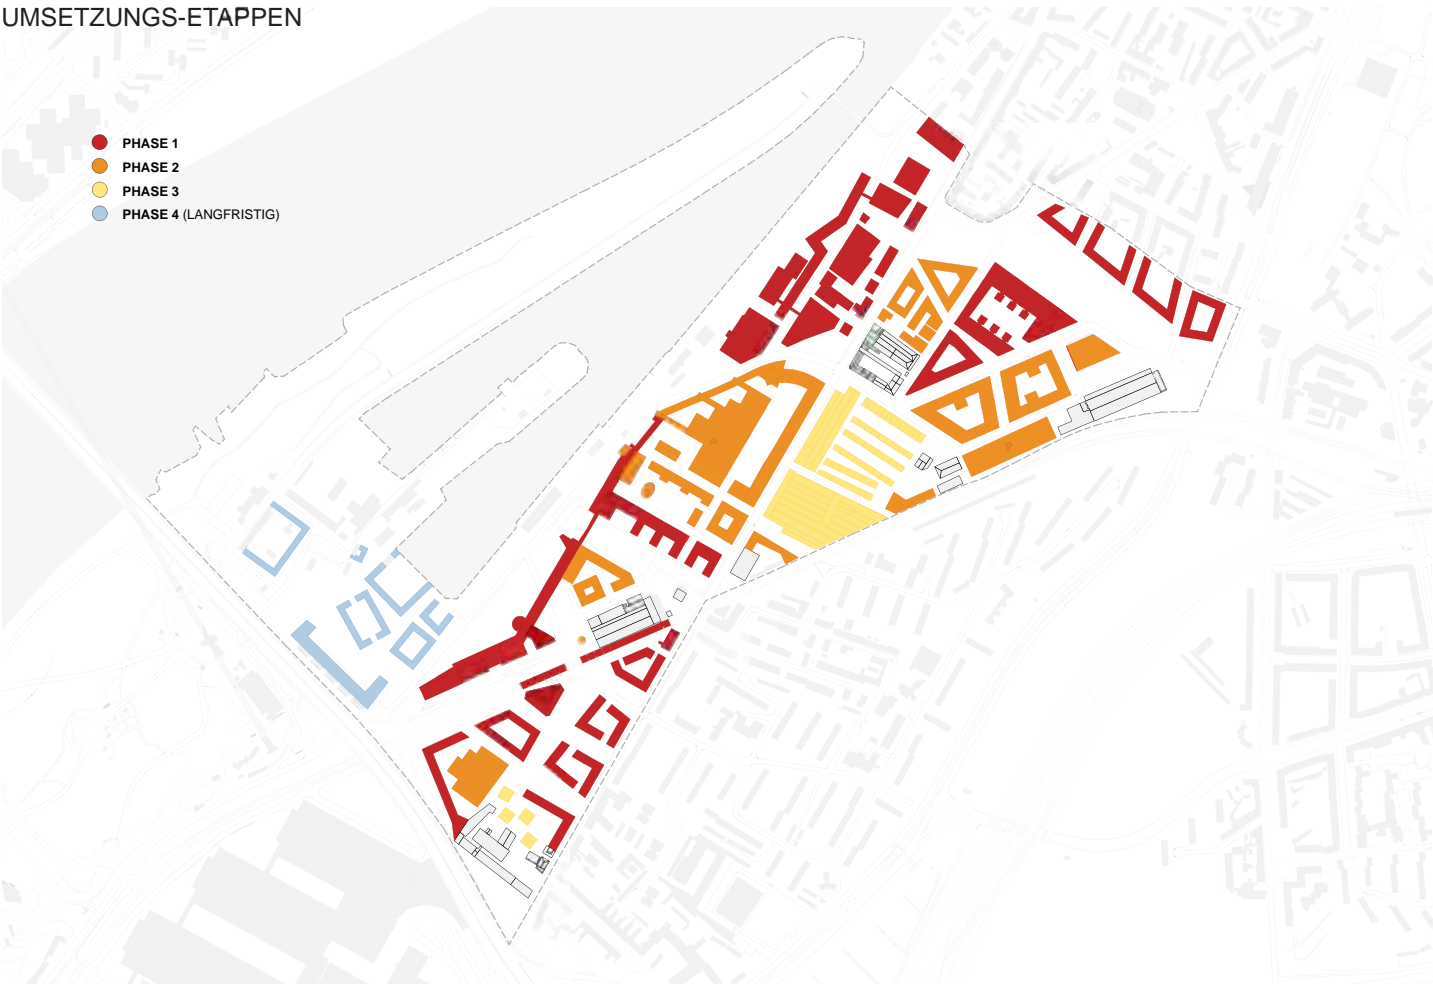 UMSETZUNGS-ETAPPEN
PHASE 1
PHASE 2
PHASE 3
PHASE 4 (LANGFRISTIG)
P
P